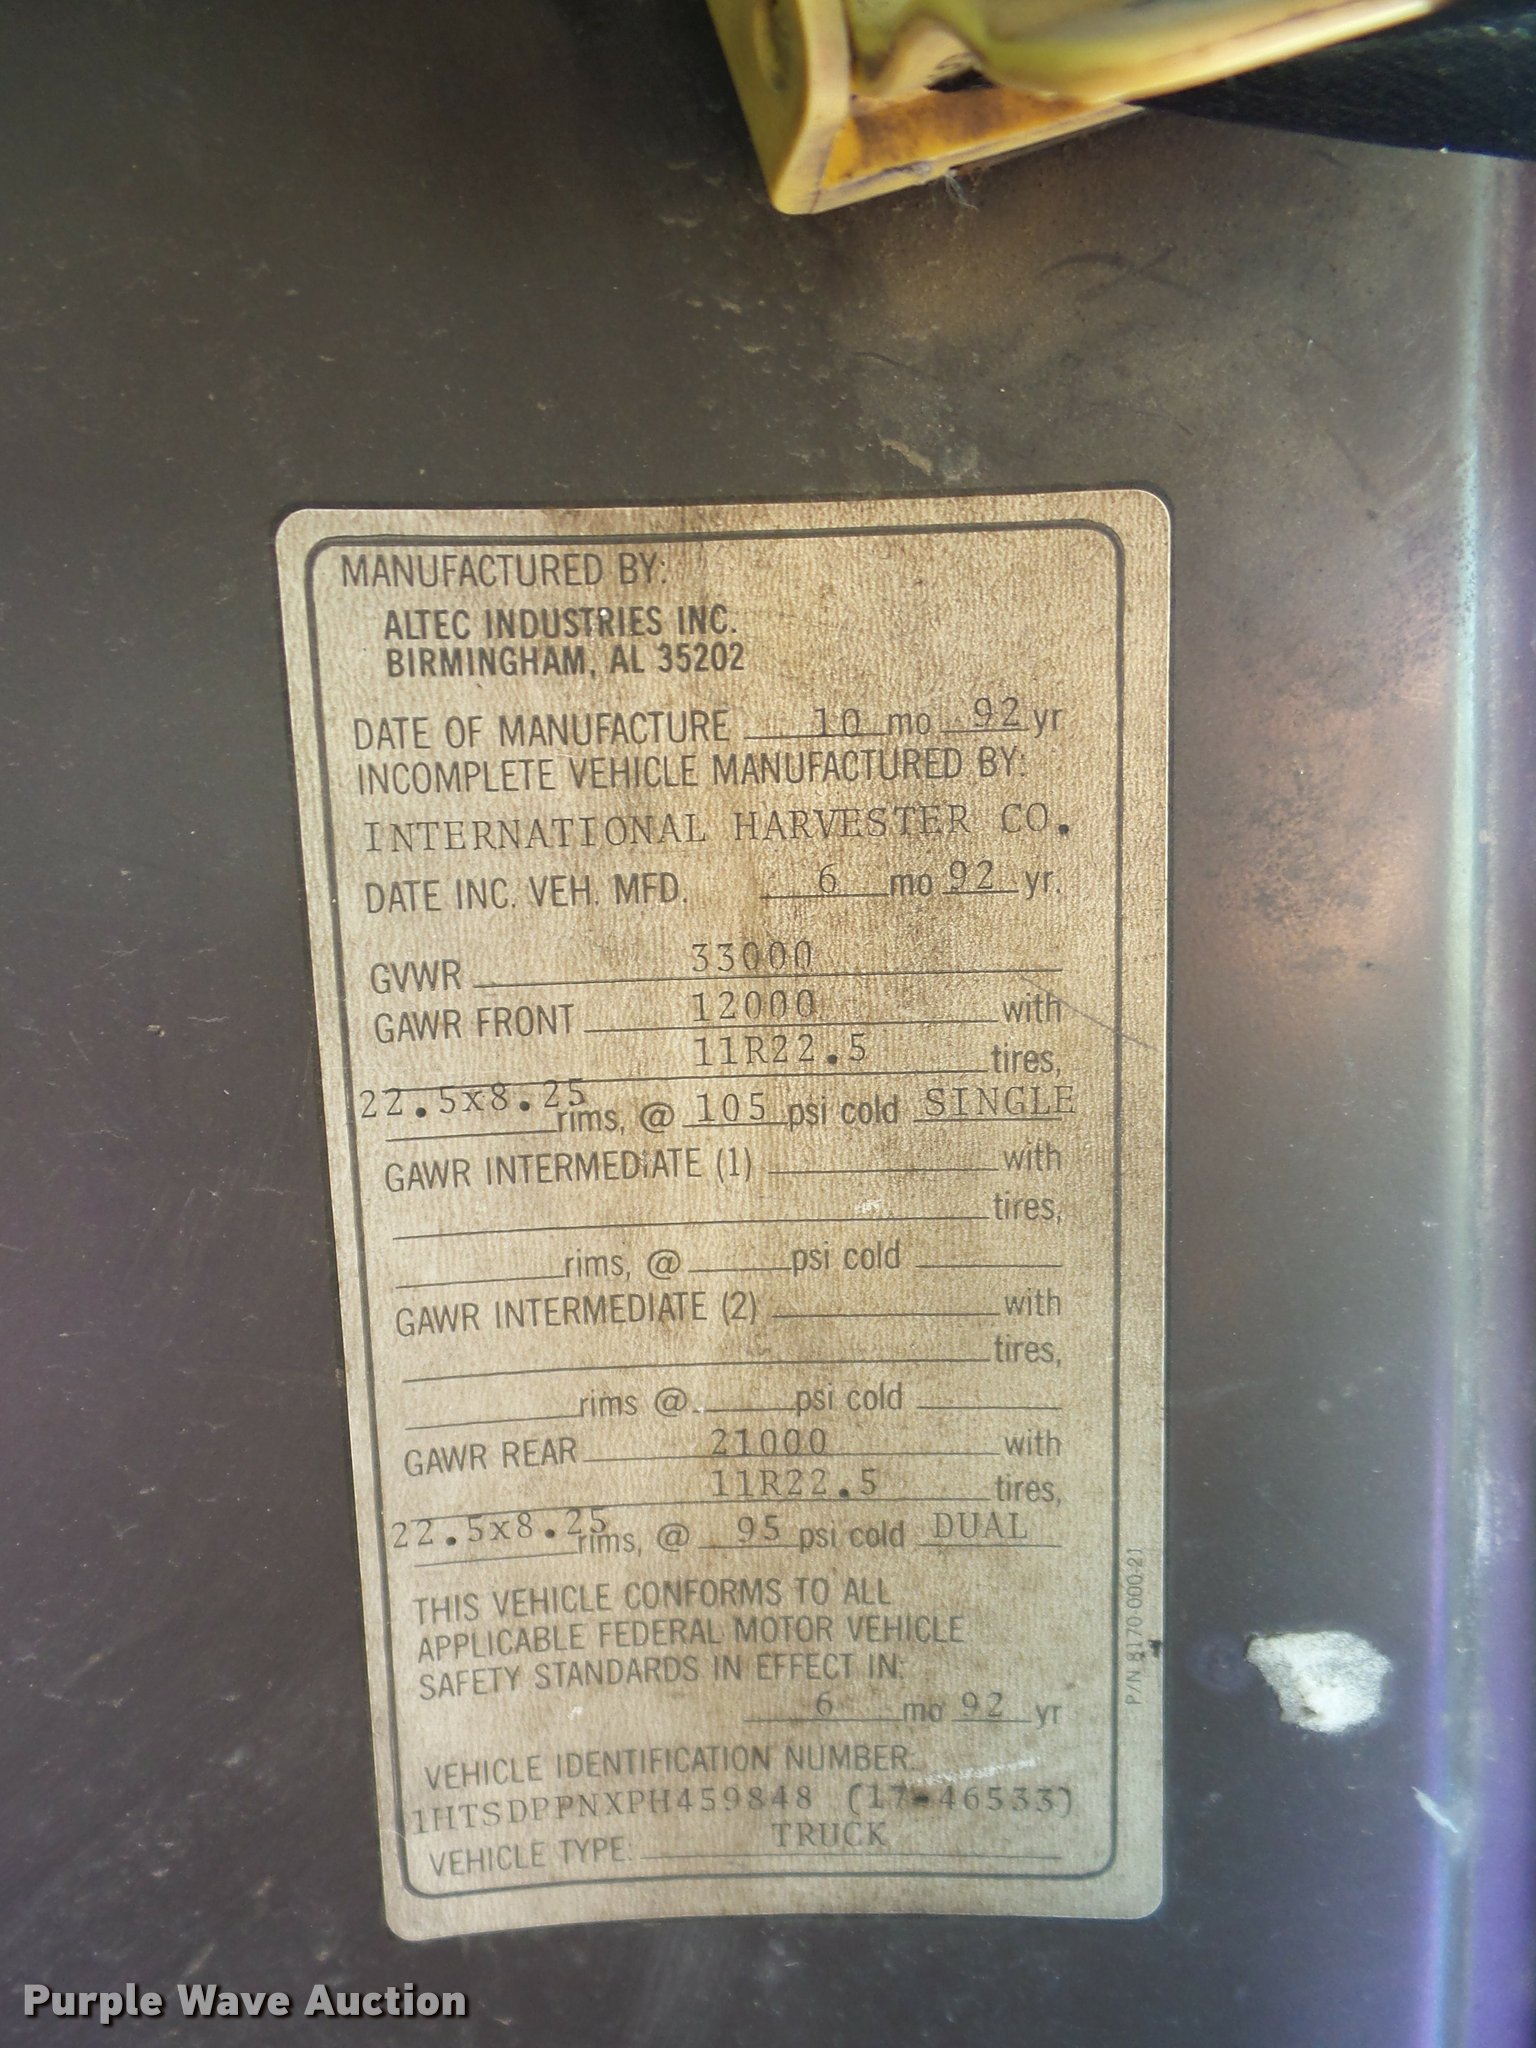 MANUFACTURED BY:
ALTEC INDUSTRIES INC.
BIRMINGHAM, AL 35202
DATE OF MANUFACTURE 10 mo 92 yr
INCOMPLETE VEHICLE MANUFACTURED BY:
INTERNATIONAL HARVESTER CO.
DATE INC. VEH. MFD. 6 mo 92 yr.
GVWR 33000
GAWR FRONT 12000 with
11R22.5 tires,
22.5x8.25 rims, @ 105 psi cold SINGLE
GAWR INTERMEDIATE (1) with
tires,
rims, @ psi cold
GAWR INTERMEDIATE (2) with
tires,
rims @ psi cold
GAWR REAR 21000 with
11R22.5 tires,
22.5x8.25 rims, @ 95 psi cold DUAL
THIS VEHICLE CONFORMS TO ALL
APPLICABLE FEDERAL MOTOR VEHICLE
SAFETY STANDARDS IN EFFECT IN:
6 mo 92 yr
VEHICLE IDENTIFICATION NUMBER:
1HTSDPPNXPH459848 (17-46533)
VEHICLE TYPE: TRUCK
P/N 8170-000-21
Purple Wave Auction